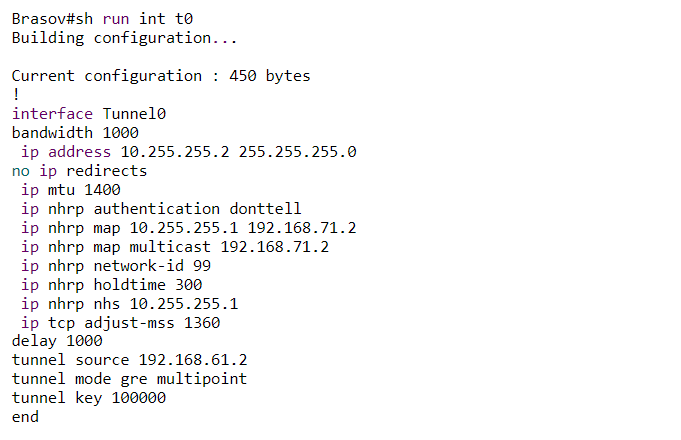 Brasov#sh run int t0
Building configuration...
Current configuration : 450 bytes
!
interface Tunnel0
bandwidth 1000
ip address 10.255.255.2 255.255.255.0
no ip redirects
ip mtu 1400
ip nhrp authentication donttell
ip nhrp map 10.255.255.1 192.168.71.2
ip nhrp map multicast 192.168.71.2
ip nhrp network-id 99
ip nhrp holdtime 300
ip nhrp nhs 10.255.255.1
ip tcp adjust-mss 1360
delay 1000
tunnel source 192.168.61.2
tunnel mode gre multipoint
tunnel key 100000
end